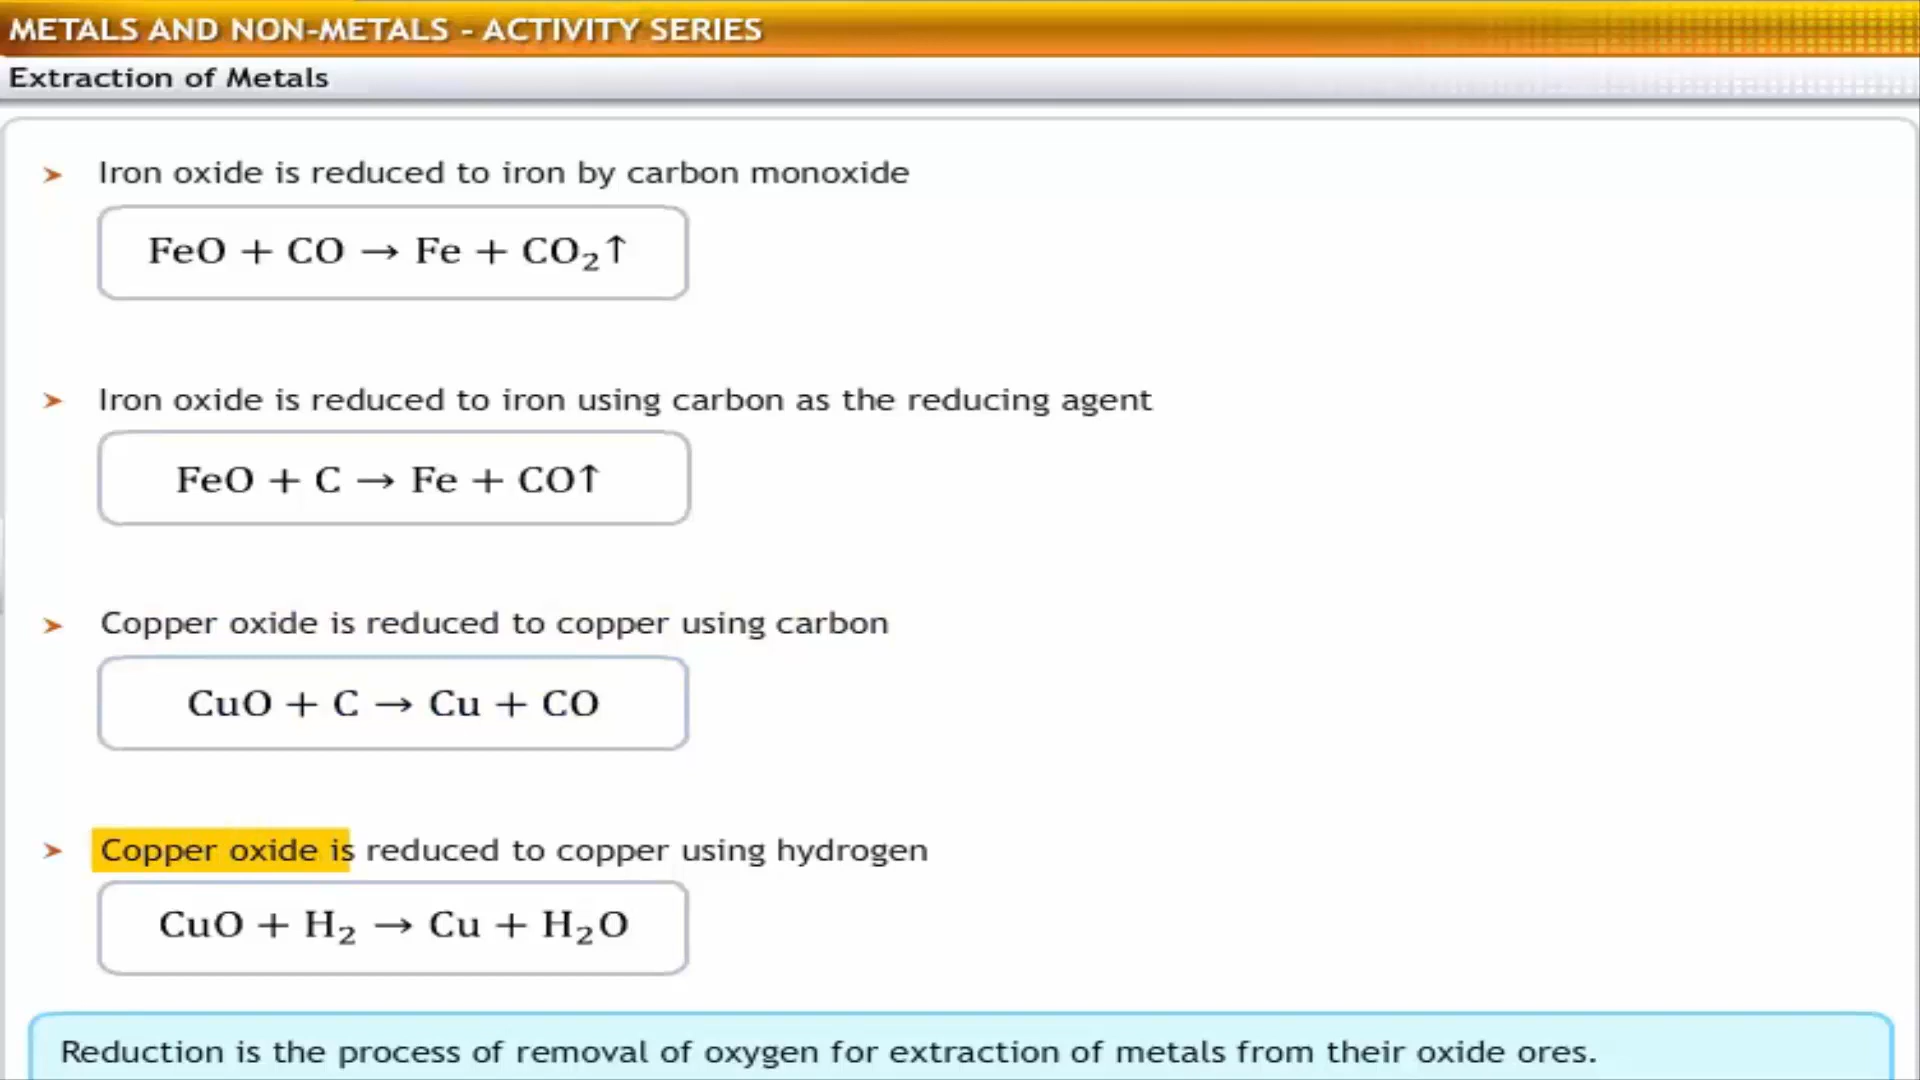 METALS AND NON-METALS - ACTIVITY SERIES
Extraction of Metals
➤ Iron oxide is reduced to iron by carbon monoxide
FeO + CO → Fe + CO₂↑
➤ Iron oxide is reduced to iron using carbon as the reducing agent
FeO + C → Fe + CO↑
➤ Copper oxide is reduced to copper using carbon
CuO + C → Cu + CO
➤ Copper oxide is reduced to copper using hydrogen
CuO + H₂ → Cu + H₂O
Reduction is the process of removal of oxygen for extraction of metals from their oxide ores.